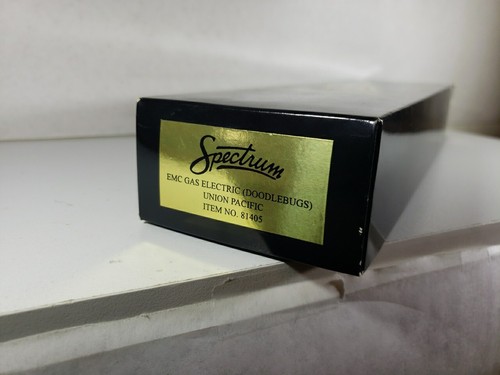 Spectrum
EMC GAS ELECTRIC (DOODLEBUGS)
UNION PACIFIC
ITEM NO. 81405